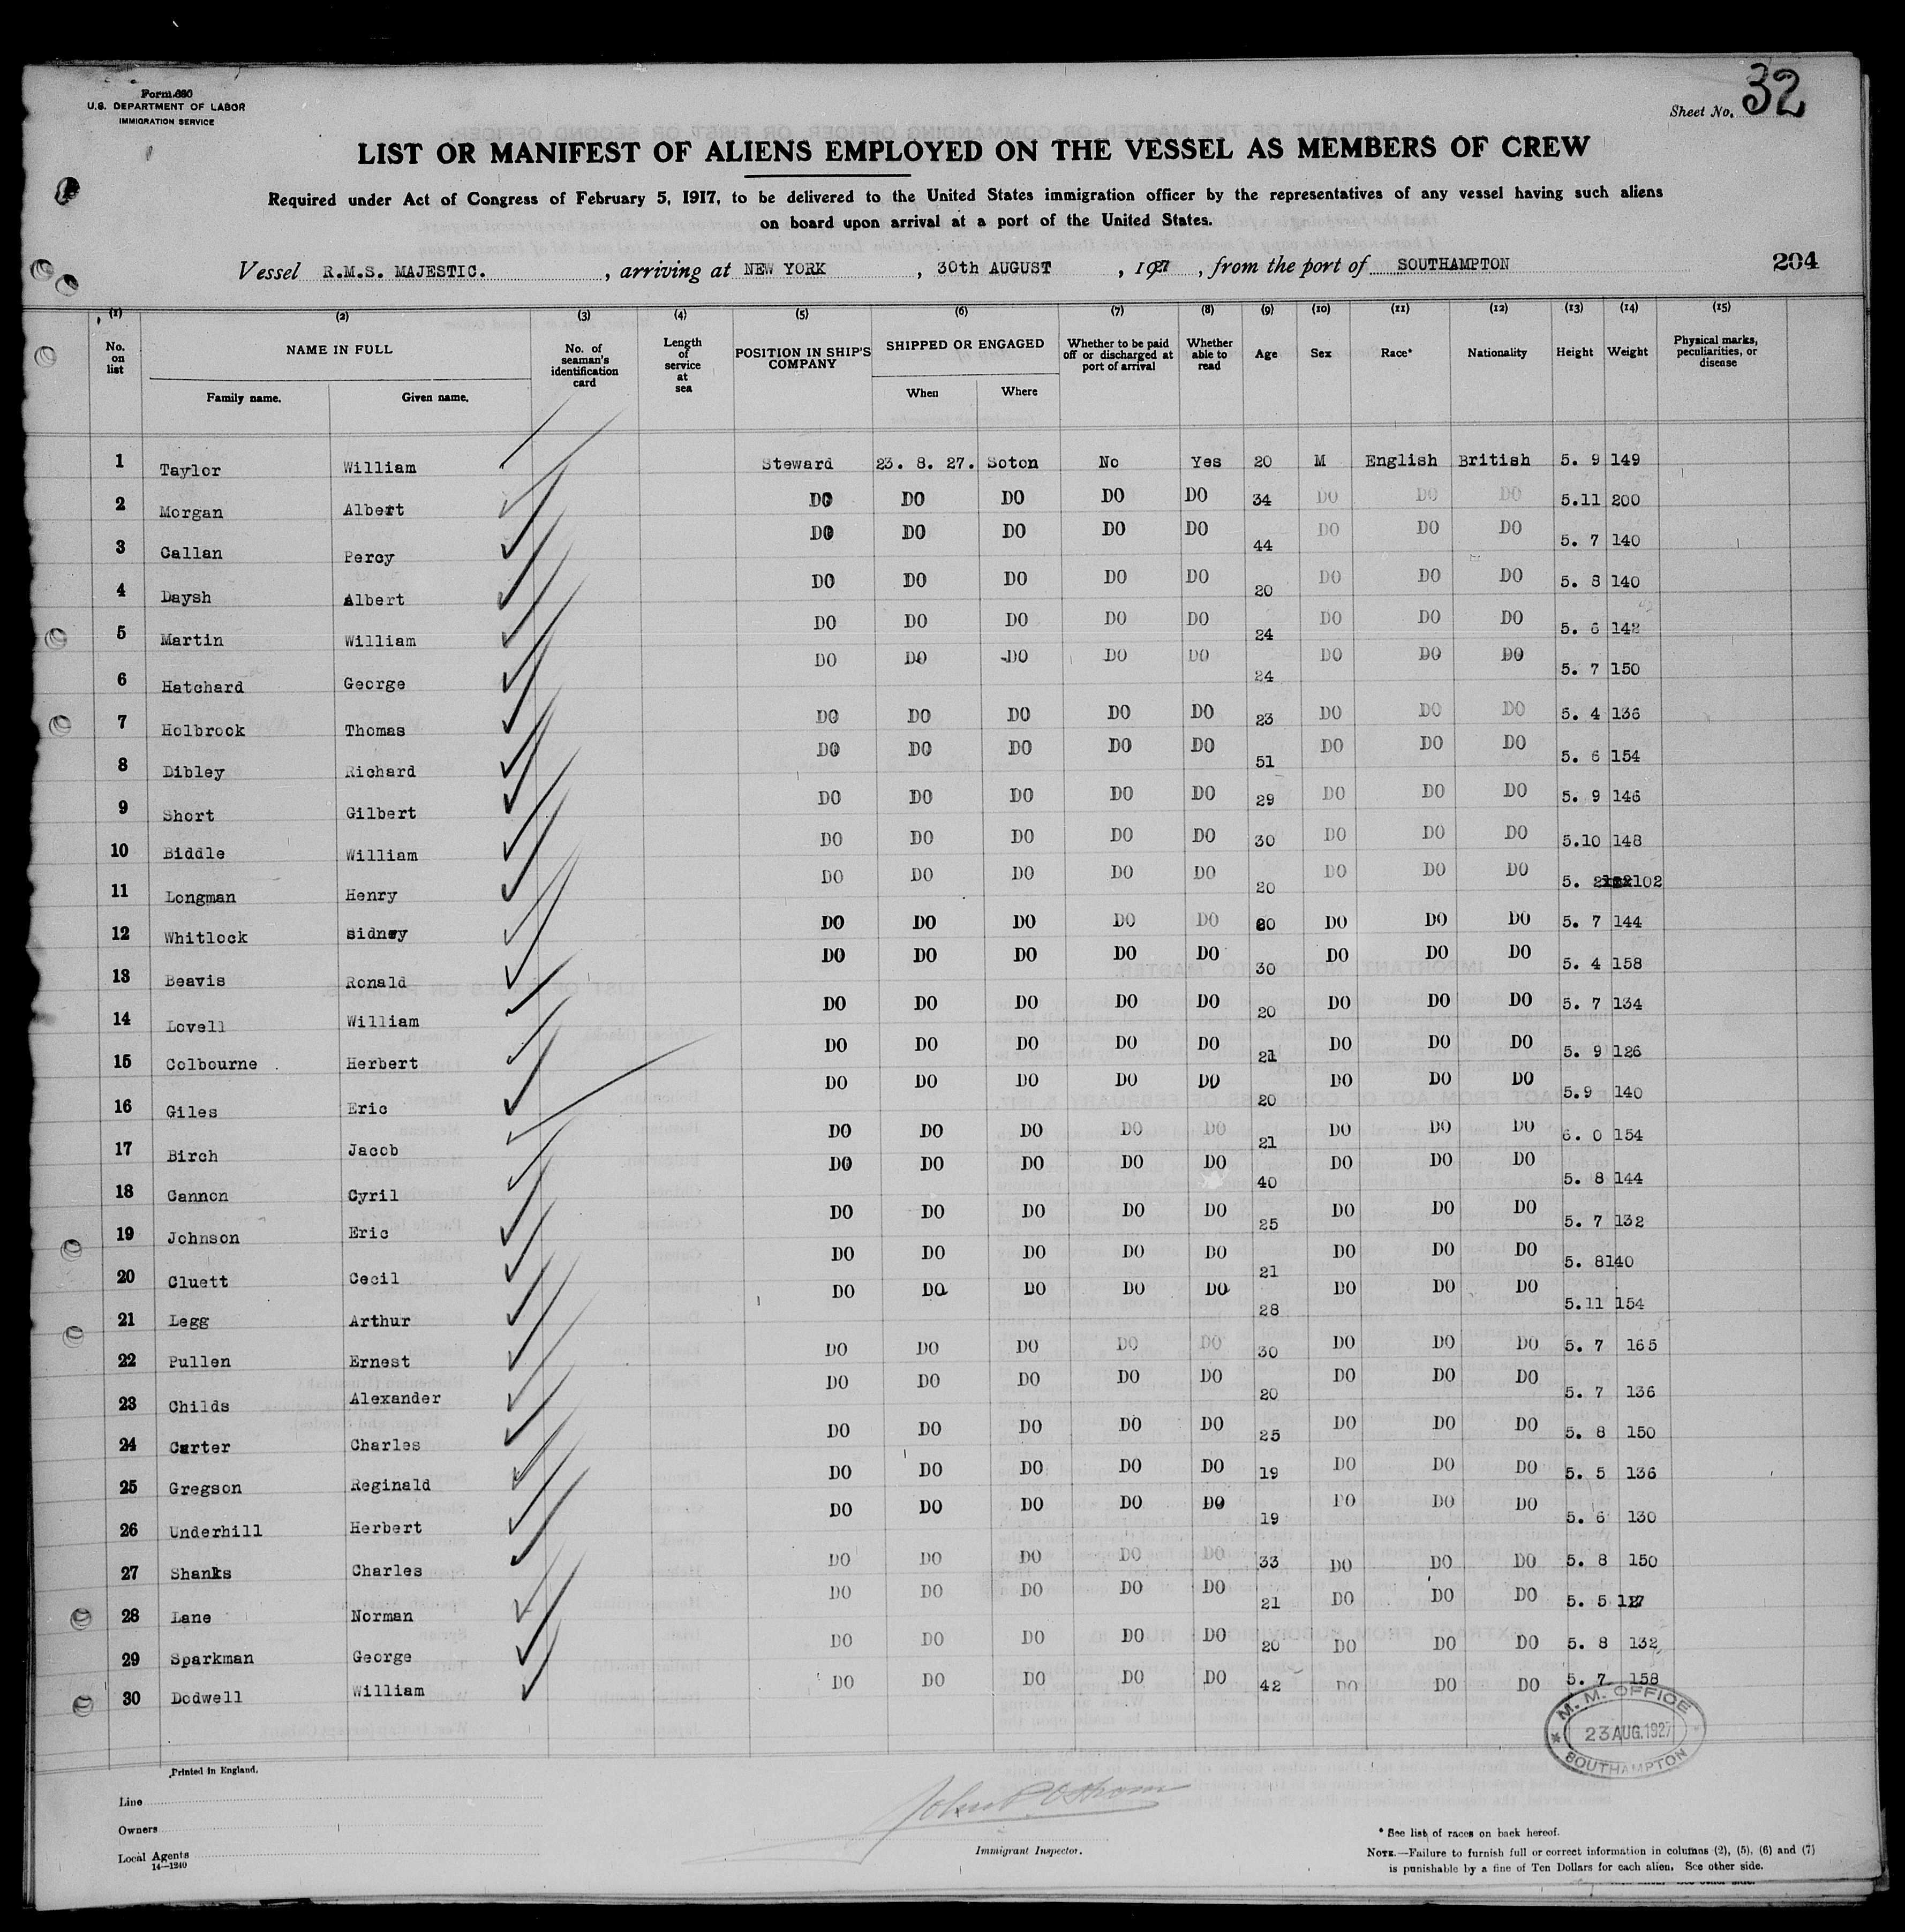 Form 680
U.S. DEPARTMENT OF LABOR
IMMIGRATION SERVICE
Sheet No. 32
LIST OR MANIFEST OF ALIENS EMPLOYED ON THE VESSEL AS MEMBERS OF CREW
Required under Act of Congress of February 5, 1917, to be delivered to the United States immigration officer by the representatives of any vessel having such aliens
on board upon arrival at a port of the United States.
Vessel R.M.S. MAJESTIC. , arriving at NEW YORK , 30th AUGUST , 1927 , from the port of SOUTHAMPTON 204
(1) (2) (3) (4) (5) (6) (7) (8) (9) (10) (11) (12) (13) (14) (15)
No. on list NAME IN FULL Family name. Given name. No. of seaman's identification card Length of service at sea POSITION IN SHIP'S COMPANY SHIPPED OR ENGAGED When Where Whether to be paid off or discharged at port of arrival Whether able to read Age Sex Race* Nationality Height Weight Physical marks, peculiarities, or disease
1 Taylor William Steward 23. 8. 27. Soton No Yes 20 M English British 5. 9 149
2 Morgan Albert DO DO DO DO DO 34 DO DO DO 5.11 200
3 Callan Percy DO DO DO DO DO 44 DO DO DO 5. 7 140
4 Daysh Albert DO DO DO DO DO 20 DO DO DO 5. 8 140
5 Martin William DO DO DO DO DO 24 DO DO DO 5. 6 142
6 Hatchard George DO DO DO DO DO 24 DO DO DO 5. 7 150
7 Holbrock Thomas DO DO DO DO DO 23 DO DO DO 5. 4 136
8 Dibley Richard DO DO DO DO DO 51 DO DO DO 5. 6 154
9 Short Gilbert DO DO DO DO DO 29 DO DO DO 5. 9 146
10 Biddle William DO DO DO DO DO 30 DO DO DO 5.10 148
11 Longman Henry DO DO DO DO DO 20 DO DO DO 5. 2 102
12 Whitlock Sidney DO DO DO DO DO 20 DO DO DO 5. 7 144
13 Beavis Ronald DO DO DO DO DO 30 DO DO DO 5. 4 158
14 Lovell William DO DO DO DO DO 20 DO DO DO 5. 7 134
15 Colbourne Herbert DO DO DO DO DO 21 DO DO DO 5. 9 126
16 Giles Eric DO DO DO DO DO 20 DO DO DO 5.9 140
17 Birch Jacob DO DO DO DO DO 21 DO DO DO 6. 0 154
18 Cannon Cyril DO DO DO DO DO 40 DO DO DO 5. 8 144
19 Johnson Eric DO DO DO DO DO 25 DO DO DO 5. 7 132
20 Cluett Cecil DO DO DO DO DO 21 DO DO DO 5. 8 140
21 Legg Arthur DO DO DO DO DO 28 DO DO DO 5.11 154
22 Pullen Ernest DO DO DO DO DO 30 DO DO DO 5. 7 165
23 Childs Alexander DO DO DO DO DO 20 DO DO DO 5. 7 136
24 Carter Charles DO DO DO DO DO 25 DO DO DO 5. 8 150
25 Gregson Reginald DO DO DO DO DO 19 DO DO DO 5. 5 136
26 Underhill Herbert DO DO DO DO DO 19 DO DO DO 5. 6 130
27 Shanks Charles DO DO DO DO DO 33 DO DO DO 5. 8 150
28 Lane Norman DO DO DO DO DO 21 DO DO DO 5. 5
29 Sparkman George DO DO DO DO DO 20 DO DO DO 5. 8 132
30 Dodwell William DO DO DO DO DO 42 DO DO DO 5. 7 158
M. M. OFFICE
23 AUG. 1927
SOUTHAMPTON
Printed in England.
Line
Owners
Local Agents
14—1240
Immigrant Inspector.
* See list of races on back hereof.
NOTE.—Failure to furnish full or correct information in columns (2), (5), (6) and (7)
is punishable by a fine of Ten Dollars for each alien. See other side.